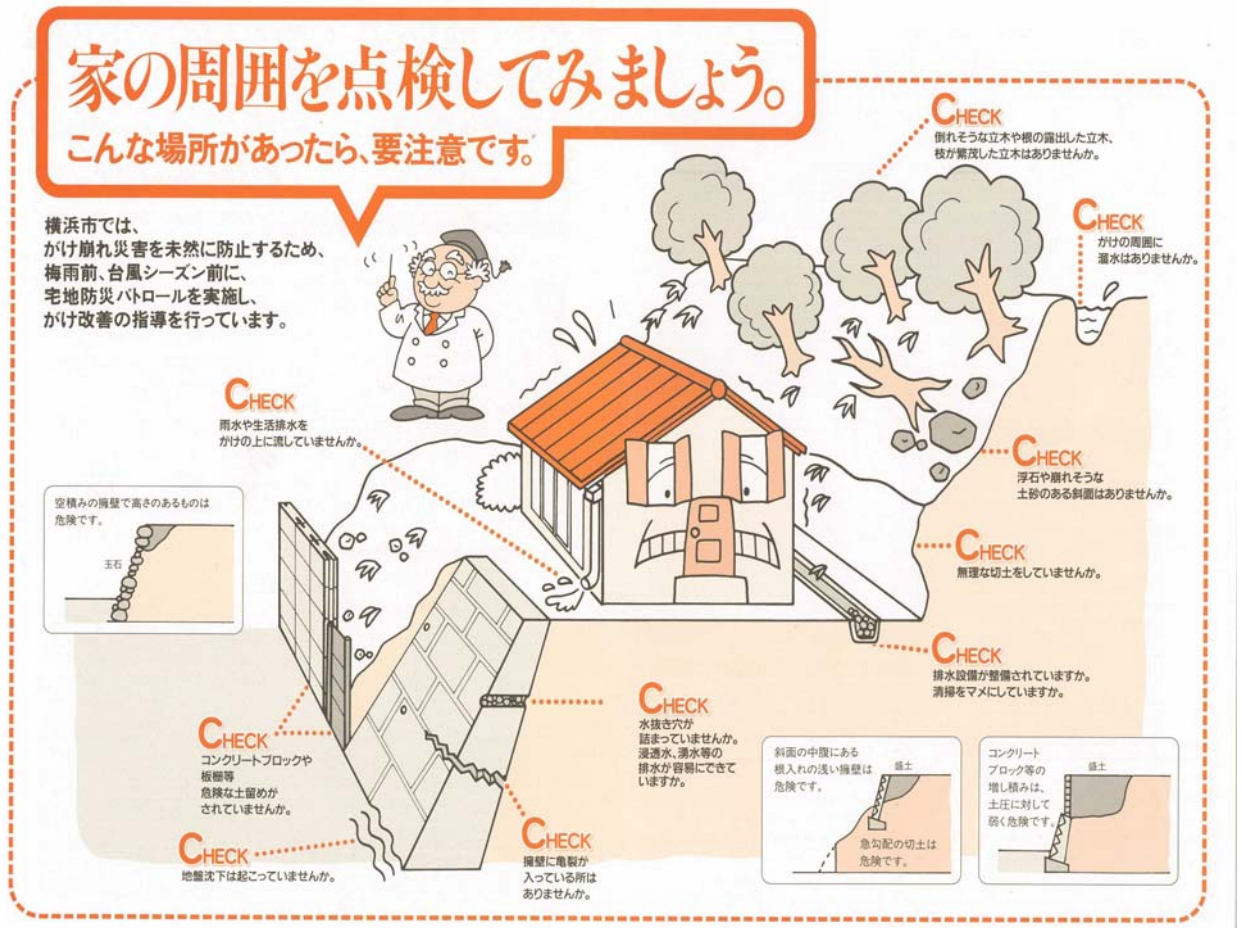 家の周囲を点検してみましょう。
こんな場所があったら、要注意です。
横浜市では、
がけ崩れ災害を未然に防止するため、
梅雨前、台風シーズン前に、
宅地防災パトロールを実施し、
がけ改善の指導を行っています。
CHECK
倒れそうな立木や根の露出した立木、
枝が繁茂した立木はありませんか。
CHECK
がけの周囲に
溜水はありませんか。
CHECK
雨水や生活排水を
がけの上に流していませんか。
CHECK
浮石や崩れそうな
土砂のある斜面はありませんか。
空積みの擁壁で高さのあるものは
危険です。
玉石
CHECK
無理な切土をしていませんか。
CHECK
排水設備が整備されていますか。
清掃をマメにしていますか。
CHECK
コンクリートブロックや
板柵等
危険な土留めが
されていませんか。
CHECK
水抜き穴が
詰まっていませんか。
浸透水、湧水等の
排水が容易にできて
いますか。
CHECK
地盤沈下は起こっていませんか。
CHECK
擁壁に亀裂が
入っている所は
ありませんか。
斜面の中腹にある
根入れの浅い擁壁は
危険です。
盛土
急勾配の切土は
危険です。
コンクリート
ブロック等の
増し積みは、
土圧に対して
弱く危険です。
盛土